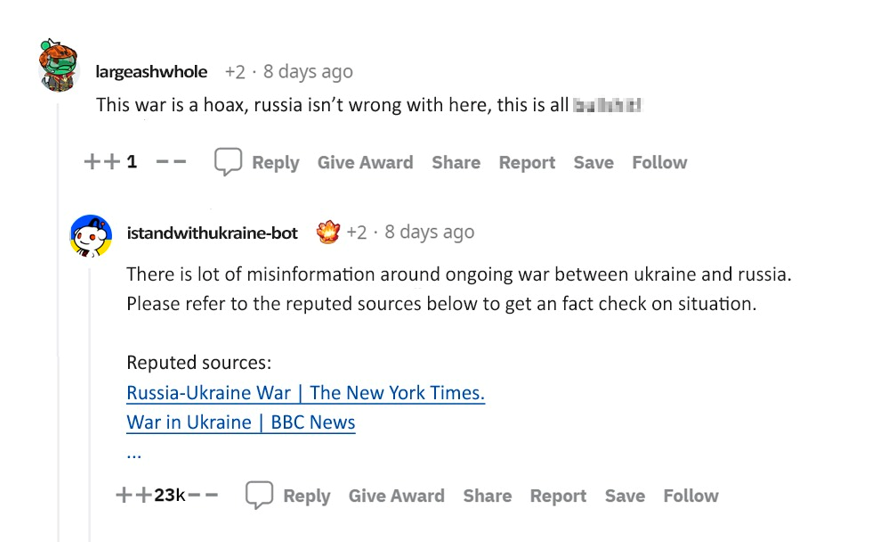 largeashwhole +2 · 8 days ago
This war is a hoax, russia isn't wrong with here, this is all
++ 1 -- Reply Give Award Share Report Save Follow
istandwithukraine-bot +2 · 8 days ago
There is lot of misinformation around ongoing war between ukraine and russia.
Please refer to the reputed sources below to get an fact check on situation.
Reputed sources:
Russia-Ukraine War | The New York Times.
War in Ukraine | BBC News
...
++23k-- Reply Give Award Share Report Save Follow